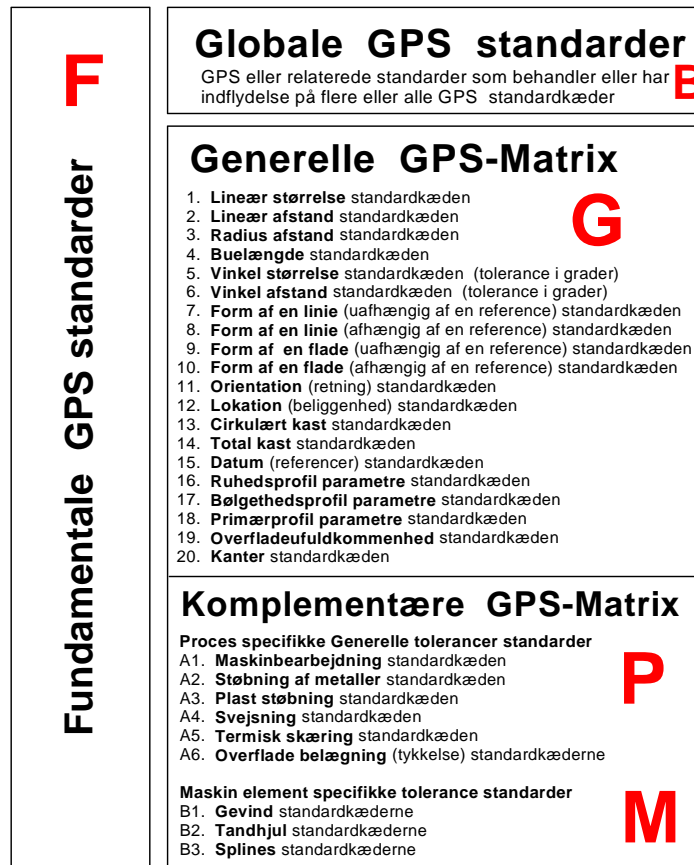 F
Fundamentale GPS standarder
Globale GPS standarder
GPS eller relaterede standarder som behandler eller har
indflydelse på flere eller alle GPS standardkæder
Generelle GPS-Matrix
G
1. Lineær størrelse standardkæden
2. Lineær afstand standardkæden
3. Radius afstand standardkæden
4. Buelængde standardkæden
5. Vinkel størrelse standardkæden (tolerance i grader)
6. Vinkel afstand standardkæden (tolerance i grader)
7. Form af en linie (uafhængig af en reference) standardkæden
8. Form af en linie (afhængig af en reference) standardkæden
9. Form af en flade (uafhængig af en reference) standardkæden
10. Form af en flade (afhængig af en reference) standardkæden
11. Orientation (retning) standardkæden
12. Lokation (beliggenhed) standardkæden
13. Cirkulært kast standardkæden
14. Total kast standardkæden
15. Datum (referencer) standardkæden
16. Ruhedsprofil parametre standardkæden
17. Bølgethedsprofil parametre standardkæden
18. Primærprofil parametre standardkæden
19. Overfladeufuldkommenhed standardkæden
20. Kanter standardkæden
Komplementære GPS-Matrix
Proces specifikke Generelle tolerancer standarder
P
A1. Maskinbearbejdning standardkæden
A2. Støbning af metaller standardkæden
A3. Plast støbning standardkæden
A4. Svejsning standardkæden
A5. Termisk skæring standardkæden
A6. Overflade belægning (tykkelse) standardkæderne
Maskin element specifikke tolerance standarder
M
B1. Gevind standardkæderne
B2. Tandhjul standardkæderne
B3. Splines standardkæderne